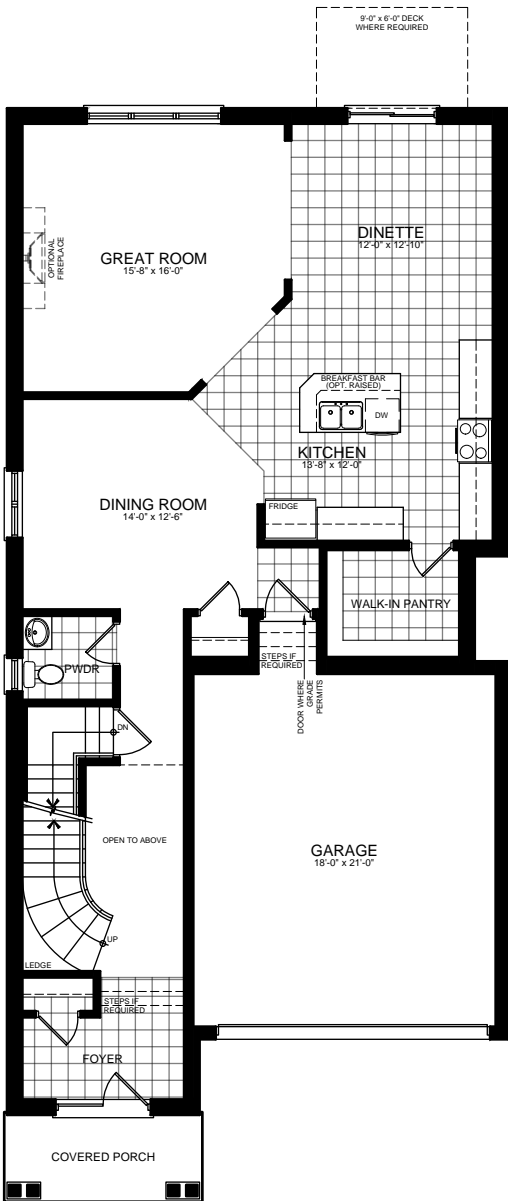 9'-0" x 6'-0" DECK
WHERE REQUIRED
DINETTE
12'-0" x 12'-10"
GREAT ROOM
15'-8" x 16'-0"
OPTIONAL
FIREPLACE
BREAKFAST BAR
(OPT. RAISED)
DW
KITCHEN
13'-8" x 12'-0"
DINING ROOM
14'-0" x 12'-6"
FRIDGE
WALK-IN PANTRY
PWDR
STEPS IF
REQUIRED
DOOR WHERE
GRADE
PERMITS
DN
OPEN TO ABOVE
GARAGE
18'-0" x 21'-0"
UP
LEDGE
STEPS IF
REQUIRED
FOYER
COVERED PORCH